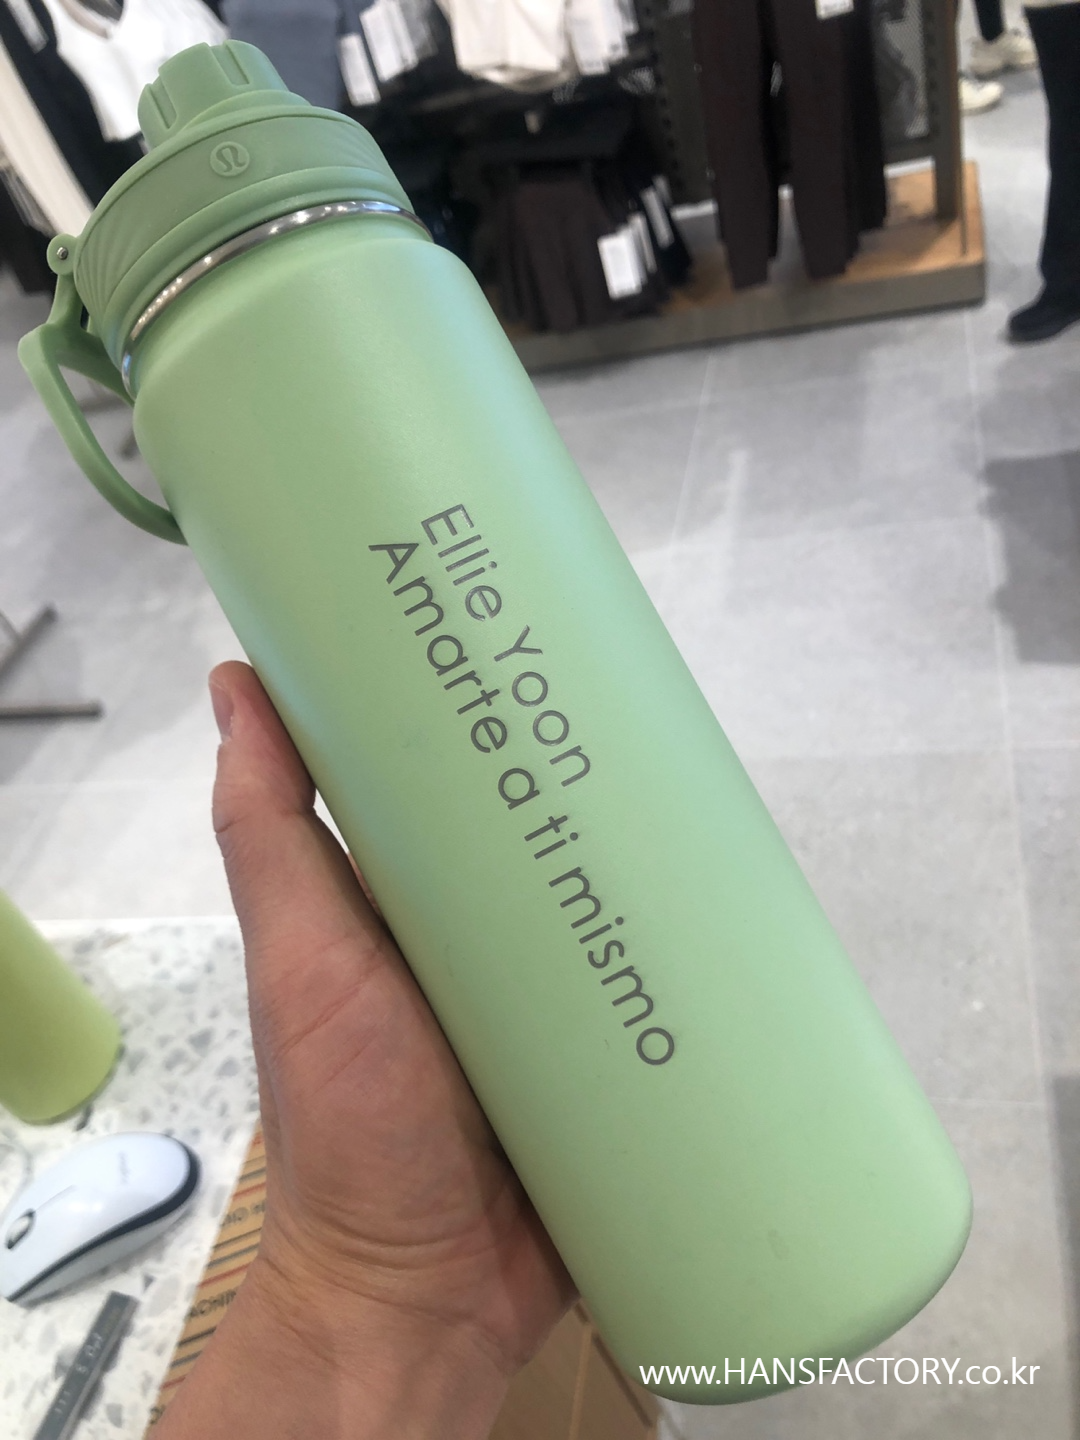 Ellie Yoon
Amarte a ti mismo
www.HANSFACTORY.co.kr